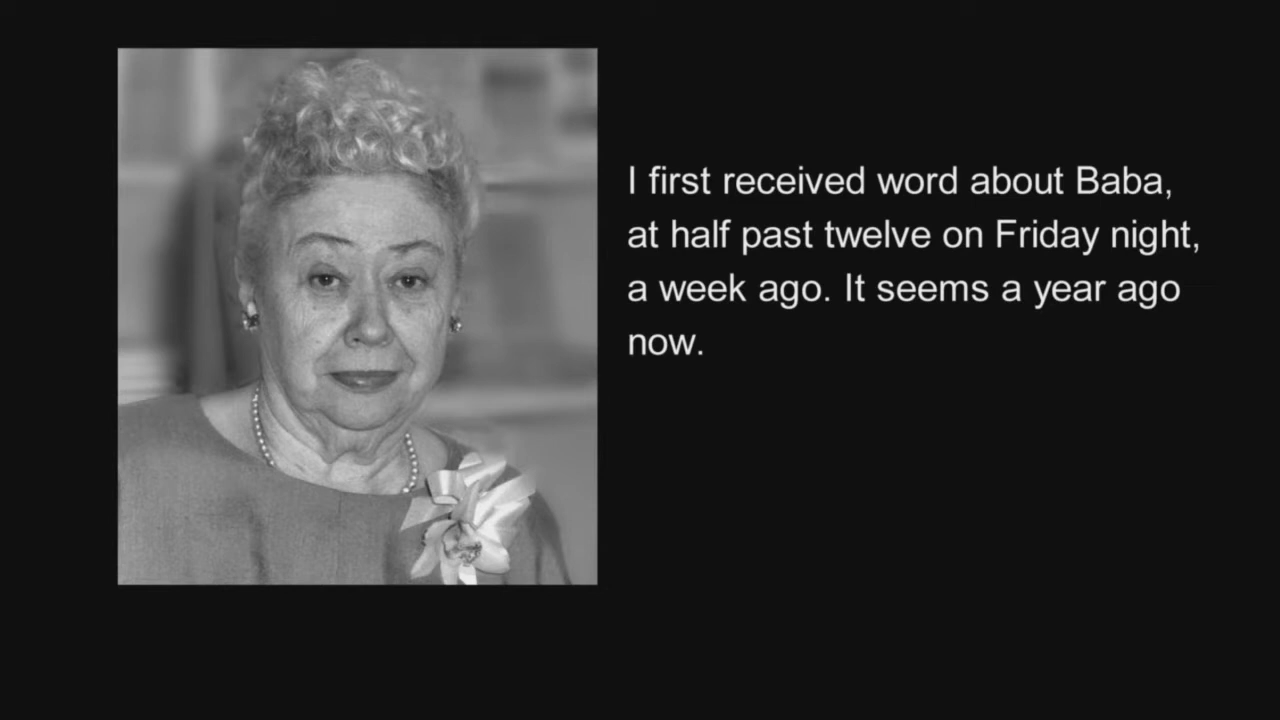 I first received word about Baba,
at half past twelve on Friday night,
a week ago. It seems a year ago
now.